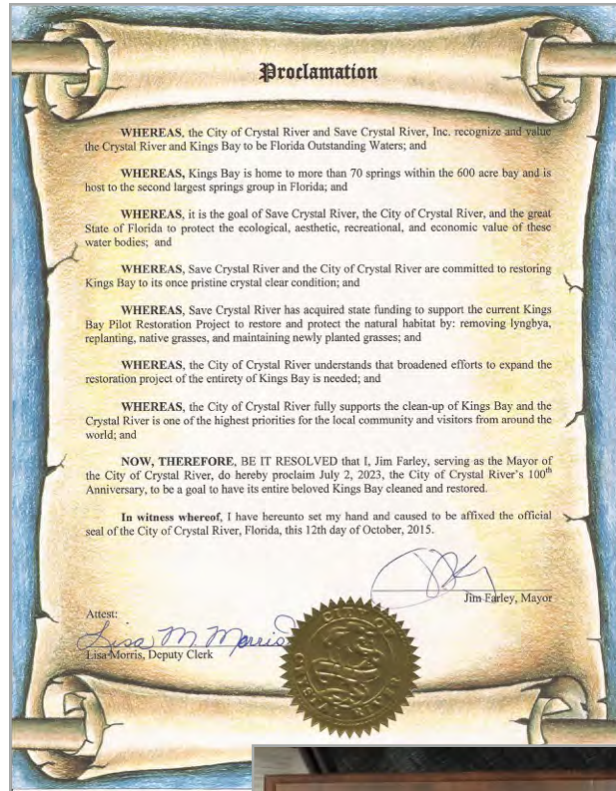 Proclamation
WHEREAS, the City of Crystal River and Save Crystal River, Inc. recognize and value
the Crystal River and Kings Bay to be Florida Outstanding Waters; and
WHEREAS, Kings Bay is home to more than 70 springs within the 600 acre bay and is
host to the second largest springs group in Florida; and
WHEREAS, it is the goal of Save Crystal River, the City of Crystal River, and the great
State of Florida to protect the ecological, aesthetic, recreational, and economic value of these
water bodies; and
WHEREAS, Save Crystal River and the City of Crystal River are committed to restoring
Kings Bay to its once pristine crystal clear condition; and
WHEREAS, Save Crystal River has acquired state funding to support the current Kings
Bay Pilot Restoration Project to restore and protect the natural habitat by: removing lyngbya,
replanting, native grasses, and maintaining newly planted grasses; and
WHEREAS, the City of Crystal River understands that broadened efforts to expand the
restoration project of the entirety of Kings Bay is needed; and
WHEREAS, the City of Crystal River fully supports the clean-up of Kings Bay and the
Crystal River is one of the highest priorities for the local community and visitors from around the
world; and
NOW, THEREFORE, BE IT RESOLVED that I, Jim Farley, serving as the Mayor of
the City of Crystal River, do hereby proclaim July 2, 2023, the City of Crystal River's 100th
Anniversary, to be a goal to have its entire beloved Kings Bay cleaned and restored.
In witness whereof, I have hereunto set my hand and caused to be affixed the official
seal of the City of Crystal River, Florida, this 12th day of October, 2015.
Jim Farley, Mayor
Attest:
Lisa M Morris
Lisa Morris, Deputy Clerk
CITY OF
CRYSTAL RIVER